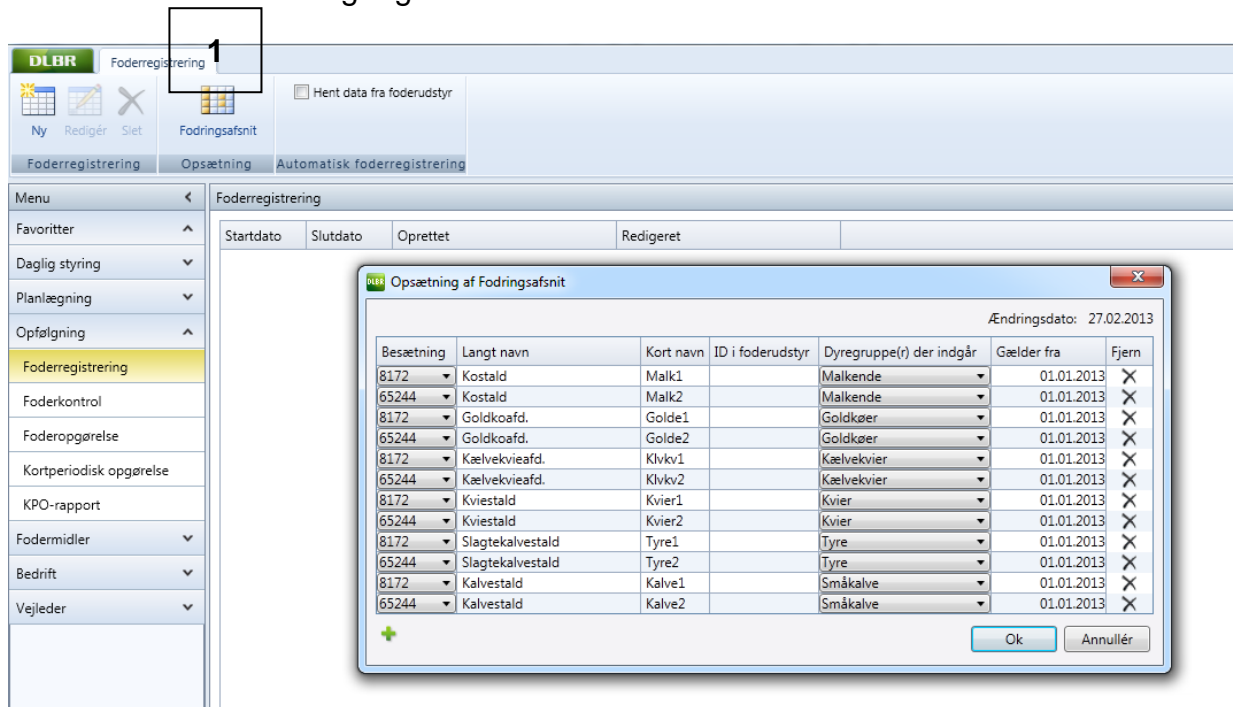 1
DLBR Foderregistrering
Hent data fra foderudstyr
Ny Redigér Slet Fodringsafsnit
Foderregistrering Opsætning Automatisk foderregistrering
Menu Foderregistrering
Favoritter
Startdato Slutdato Oprettet Redigeret
Daglig styring
Planlægning
Opfølgning
Foderregistrering
Foderkontrol
Foderopgørelse
Kortperiodisk opgørelse
KPO-rapport
Fodermidler
Bedrift
Vejleder
DLBR Opsætning af Fodringsafsnit
Ændringsdato: 27.02.2013
Besætning Langt navn Kort navn ID i foderudstyr Dyregruppe(r) der indgår Gælder fra Fjern
8172 Kostald Malk1 Malkende 01.01.2013
65244 Kostald Malk2 Malkende 01.01.2013
8172 Goldkoafd. Golde1 Goldkøer 01.01.2013
65244 Goldkoafd. Golde2 Goldkøer 01.01.2013
8172 Kælvekvieafd. Klvkv1 Kælvekvier 01.01.2013
65244 Kælvekvieafd. Klvkv2 Kælvekvier 01.01.2013
8172 Kviestald Kvier1 Kvier 01.01.2013
65244 Kviestald Kvier2 Kvier 01.01.2013
8172 Slagtekalvestald Tyre1 Tyre 01.01.2013
65244 Slagtekalvestald Tyre2 Tyre 01.01.2013
8172 Kalvestald Kalve1 Småkalve 01.01.2013
65244 Kalvestald Kalve2 Småkalve 01.01.2013
Ok Annullér